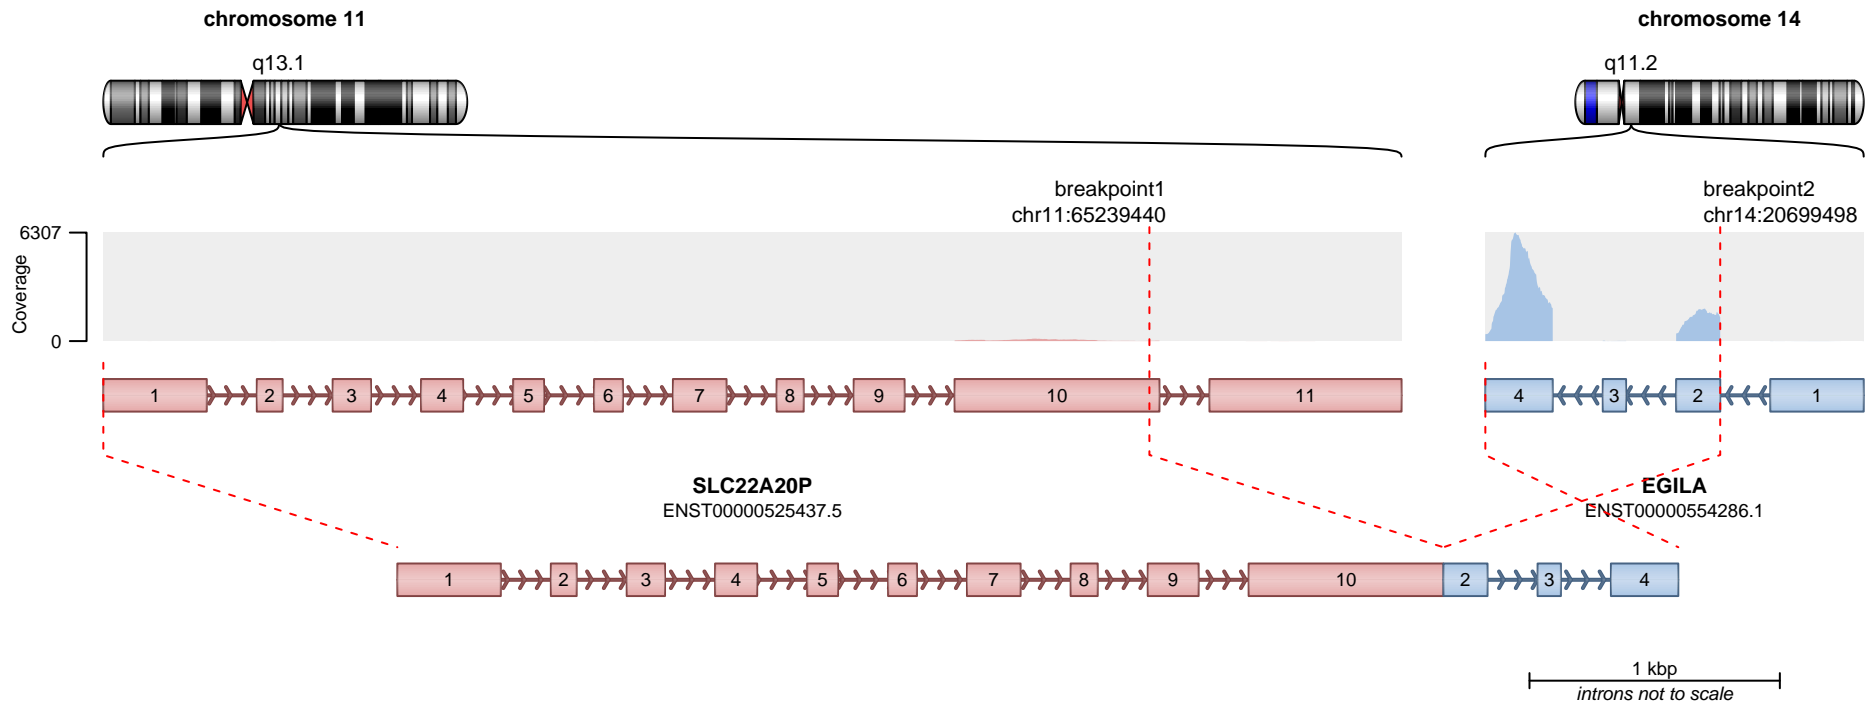 chromosome 11
chromosome 14
q13.1
q11.2
breakpoint1
chr11:65239440
breakpoint2
chr14:20699498
6307
Coverage
0
1 2 3 4 5 6 7 8 9 10 11
4 3 2 1
SLC22A20P
ENST00000525437.5
EGILA
ENST00000554286.1
1 2 3 4 5 6 7 8 9 10 2 3 4
1 kbp
introns not to scale